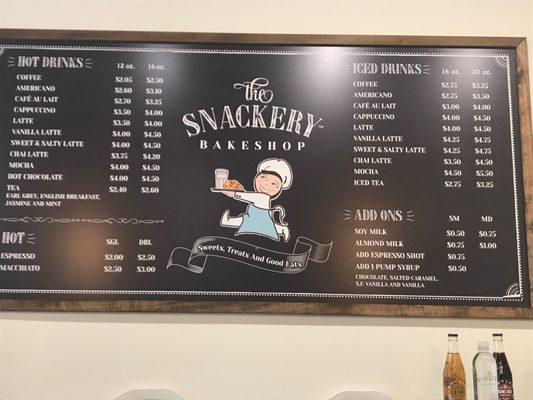 HOT DRINKS 12 oz. 16 oz.
COFFEE $2.05 $2.50
AMERICANO $2.60 $3.10
CAFÉ AU LAIT $2.70 $3.25
CAPPUCCINO $3.50 $4.00
LATTE $3.50 $4.00
VANILLA LATTE $4.00 $4.50
SWEET & SALTY LATTE $4.00 $4.50
CHAI LATTE $3.75 $4.20
MOCHA $4.00 $4.50
HOT CHOCOLATE $4.00 $4.50
TEA $2.40 $2.60
EARL GREY, ENGLISH BREAKFAST,
JASMINE AND MINT
HOT SGL DBL
ESPRESSO $2.00 $2.50
MACCHIATO $2.50 $3.00
the
SNACKERY
BAKESHOP
Sweets, Treats And Good Eats
ICED DRINKS 16 oz. 20 oz.
COFFEE $2.75 $3.25
AMERICANO $2.75 $3.50
CAFÉ AU LAIT $3.00 $4.00
CAPPUCCINO $4.00 $4.50
LATTE $4.00 $4.50
VANILLA LATTE $4.25 $4.75
SWEET & SALTY LATTE $4.25 $4.75
CHAI LATTE $3.50 $4.50
MOCHA $4.50 $5.50
ICED TEA $2.75 $3.25
ADD ONS SM MD
SOY MILK $0.50 $0.75
ALMOND MILK $0.75 $1.00
ADD ESPRESSO SHOT $0.75
ADD 1 PUMP SYRUP $0.50
CHOCOLATE, SALTED CARAMEL,
S.F. VANILLA AND VANILLA